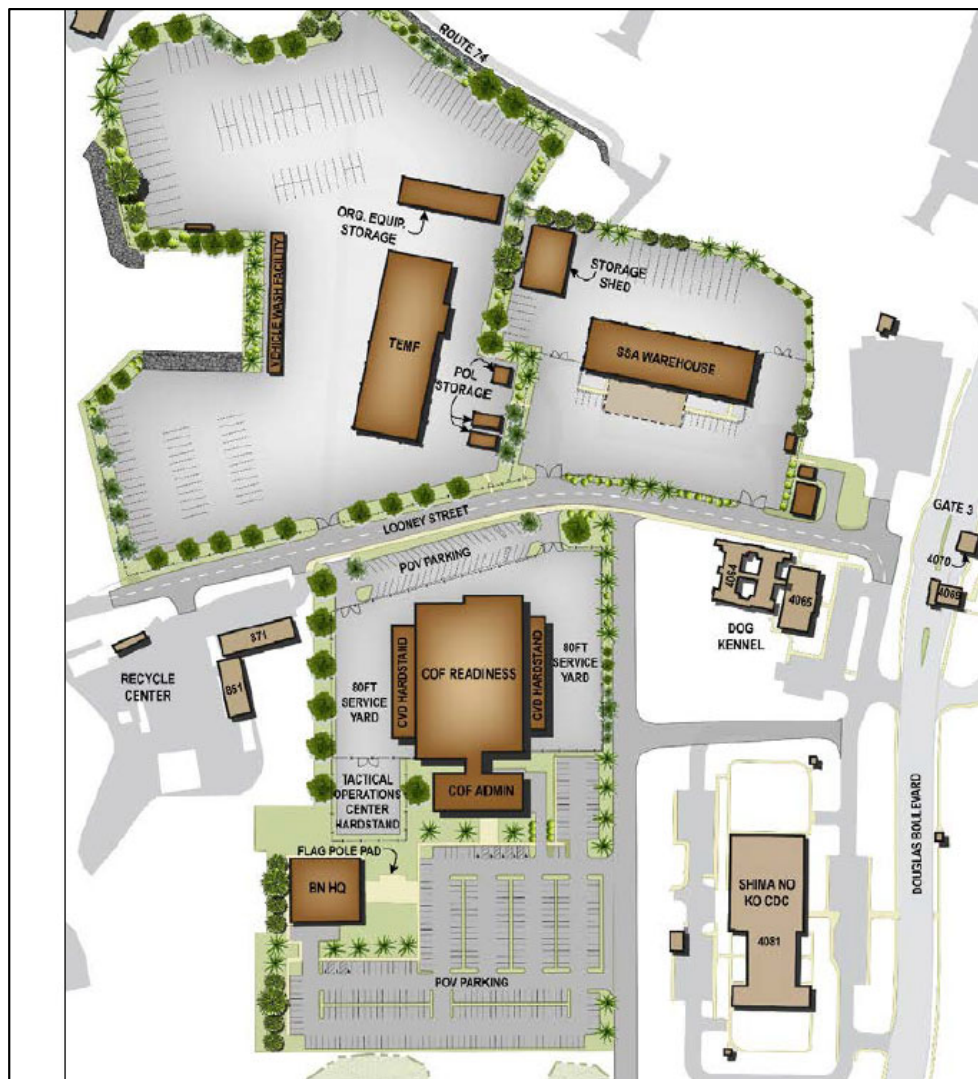 ROUTE 74
ORG. EQUIP.
STORAGE
STORAGE
SHED
VEHICLE WASH FACILITY
TEMF
SSA WAREHOUSE
POL
STORAGE
LOONEY STREET
GATE 3
4070
4069
POV PARKING
4064
4065
DOG
KENNEL
871
851
RECYCLE
CENTER
COF READINESS
CVD HARDSTAND
CVD HARDSTAND
80FT
SERVICE
YARD
80FT
SERVICE
YARD
TACTICAL
OPERATIONS
CENTER
HARDSTAND
COF ADMIN
FLAG POLE PAD
BN HQ
POV PARKING
SHIMA NO
KO CDC
4081
DOUGLAS BOULEVARD